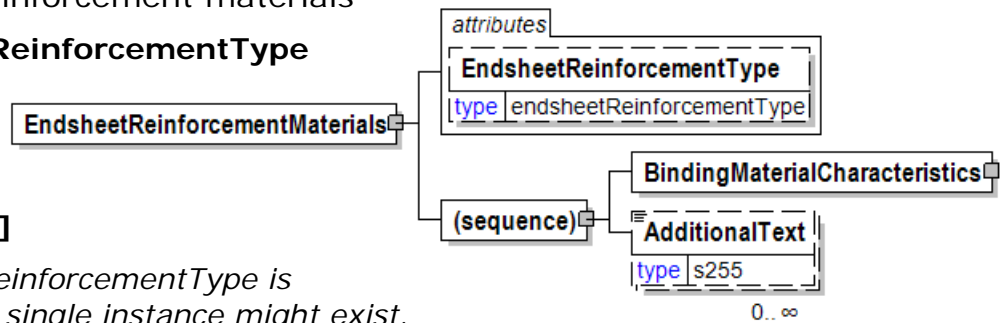 inforcement materials
ReinforcementType
]
einforcementType is
single instance might exist.
attributes
EndsheetReinforcementType
type endsheetReinforcementType
EndsheetReinforcementMaterials
BindingMaterialCharacteristics
(sequence)
AdditionalText
type s255
0.. ∞